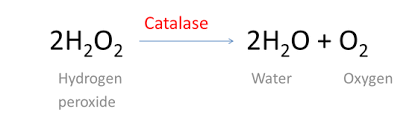 Catalase
2H₂O₂ → 2H₂O + O₂
Hydrogen peroxide
Water
Oxygen